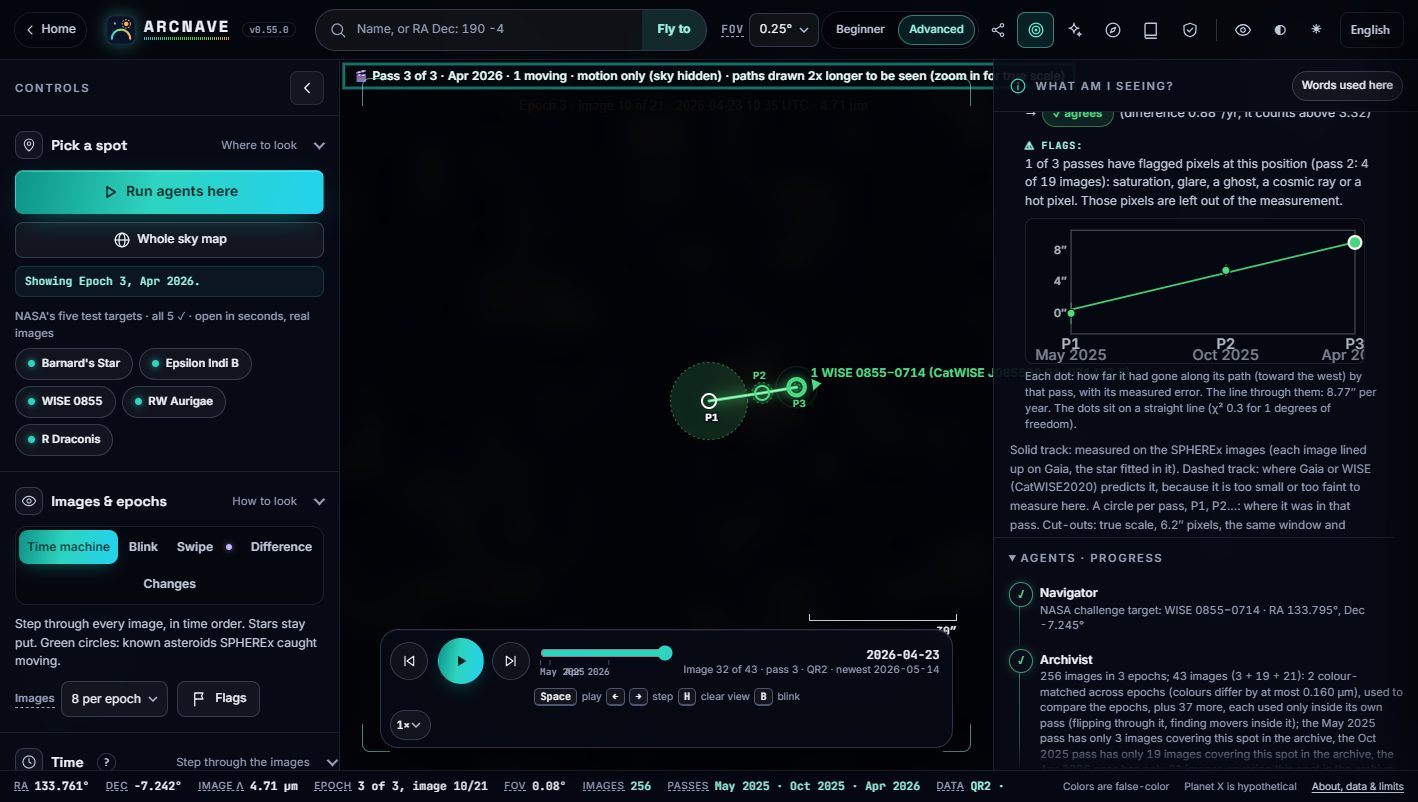 Home
ARCNAVE
v0.55.0
Name, or RA Dec: 190 -4
Fly to
FOV
0.25°
Beginner
Advanced
English
CONTROLS
Pick a spot
Where to look
Run agents here
Whole sky map
Showing Epoch 3, Apr 2026.
NASA's five test targets · all 5 ✓ · open in seconds, real
images
Barnard's Star
Epsilon Indi B
WISE 0855
RW Aurigae
R Draconis
Images & epochs
How to look
Time machine
Blink
Swipe
Difference
Changes
Step through every image, in time order. Stars stay
put. Green circles: known asteroids SPHEREx caught
moving.
Images
8 per epoch
Flags
Time
?
Step through the images
Pass 3 of 3 · Apr 2026 · 1 moving · motion only (sky hidden) · paths drawn 2x longer to be seen (zoom in for true scale)
Epoch 3 · image 10 of 21 · 2026-04-23 10:35 UTC · 4.71 µm
P1
P2
P3
1 WISE 0855−0714 (CatWISE
2026-04-23
May 2025
2026
Image 32 of 43 · pass 3 · QR2 · newest 2026-05-14
Space play ← → step H clear view B blink
1×
WHAT AM I SEEING?
Words used here
→ ✓ agrees (difference 0.88″/yr, it counts above 3.32)
FLAGS:
1 of 3 passes have flagged pixels at this position (pass 2: 4
of 19 images): saturation, glare, a ghost, a cosmic ray or a
hot pixel. Those pixels are left out of the measurement.
8″
4″
0″
P1
P2
P3
May 2025
Oct 2025
Apr 20
Each dot: how far it had gone along its path (toward the west) by
that pass, with its measured error. The line through them: 8.77″ per
year. The dots sit on a straight line (χ² 0.3 for 1 degrees of
freedom).
Solid track: measured on the SPHEREx images (each image lined
up on Gaia, the star fitted in it). Dashed track: where Gaia or WISE
(CatWISE2020) predicts it, because it is too small or too faint to
measure here. A circle per pass, P1, P2...: where it was in that
pass. Cut-outs: true scale, 6.2″ pixels, the same window and
AGENTS · PROGRESS
Navigator
NASA challenge target: WISE 0855−0714 · RA 133.795°, Dec
-7.245°
Archivist
256 images in 3 epochs; 43 images (3 + 19 + 21): 2 colour-
matched across epochs (colours differ by at most 0.160 µm), used to
compare the epochs, plus 37 more, each used only inside its own
pass (flipping through it, finding movers inside it); the May 2025
pass has only 3 images covering this spot in the archive, the Oct
2025 pass has only 19 images covering this spot in the archive, the
RA 133.761°
DEC -7.242°
IMAGE Λ 4.71 µm
EPOCH 3 of 3, image 10/21
FOV 0.08°
IMAGES 256
PASSES May 2025 · Oct 2025 · Apr 2026
DATA QR2 ·
Colors are false-color
Planet X is hypothetical
About, data & limits